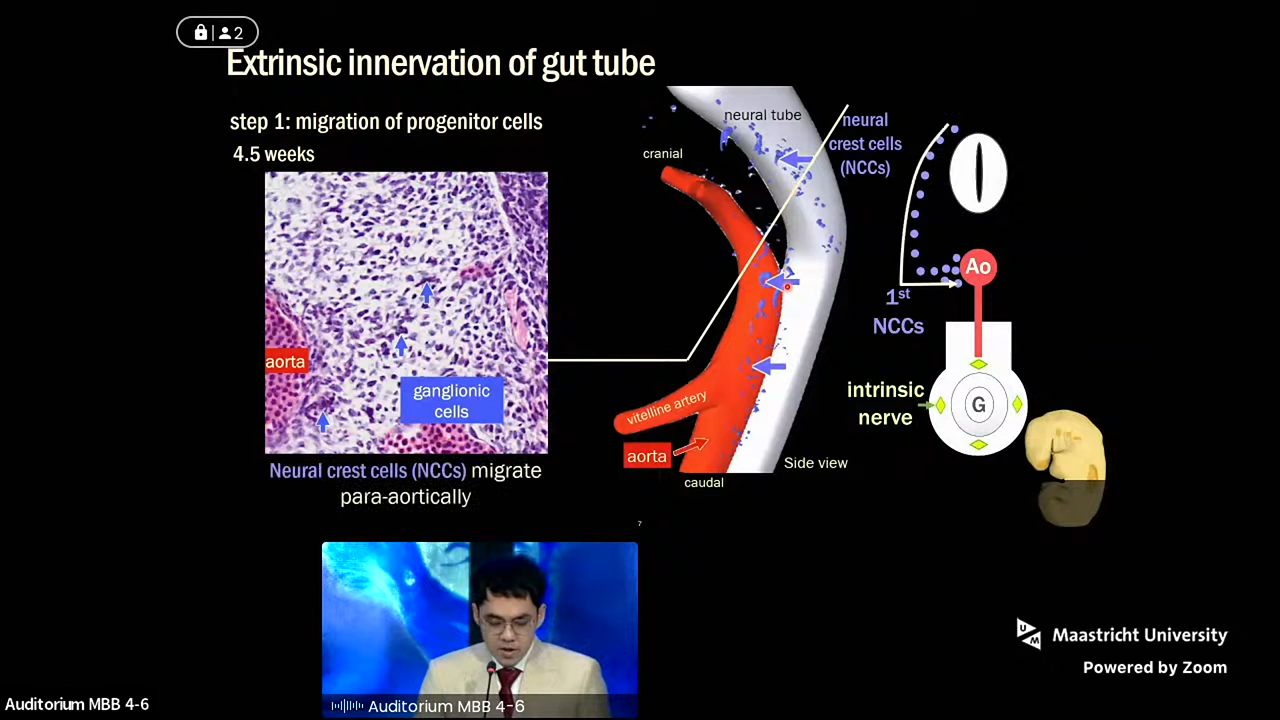 2
Extrinsic innervation of gut tube
step 1: migration of progenitor cells
4.5 weeks
aorta
ganglionic
cells
Neural crest cells (NCCs) migrate
para-aortically
neural tube
cranial
neural
crest cells
(NCCs)
vitelline artery
aorta
Side view
caudal
Ao
1st
NCCs
intrinsic
nerve
G
7
UM
Maastricht University
Powered by Zoom
Auditorium MBB 4-6
Auditorium MBB 4-6